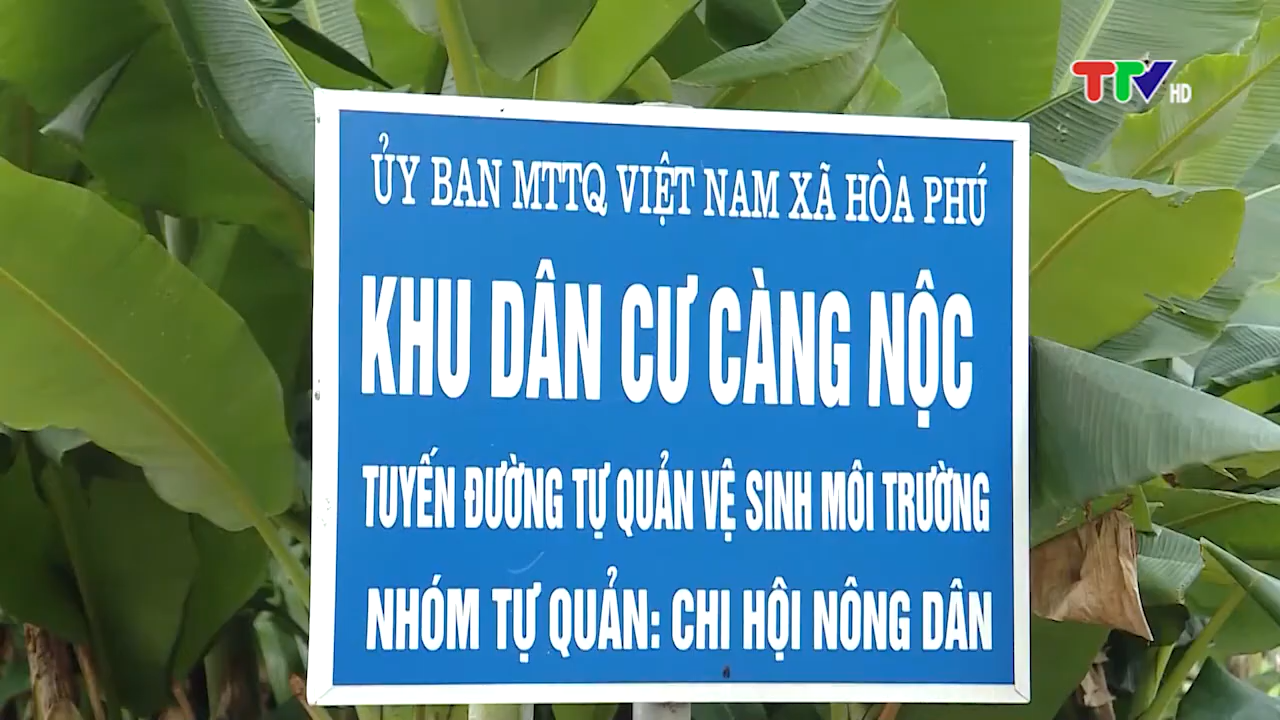 TTV HD
ỦY BAN MTTQ VIỆT NAM XÃ HÒA PHÚ
KHU DÂN CƯ CÀNG NỘC
TUYẾN ĐƯỜNG TỰ QUẢN VỆ SINH MÔI TRƯỜNG
NHÓM TỰ QUẢN: CHI HỘI NÔNG DÂN